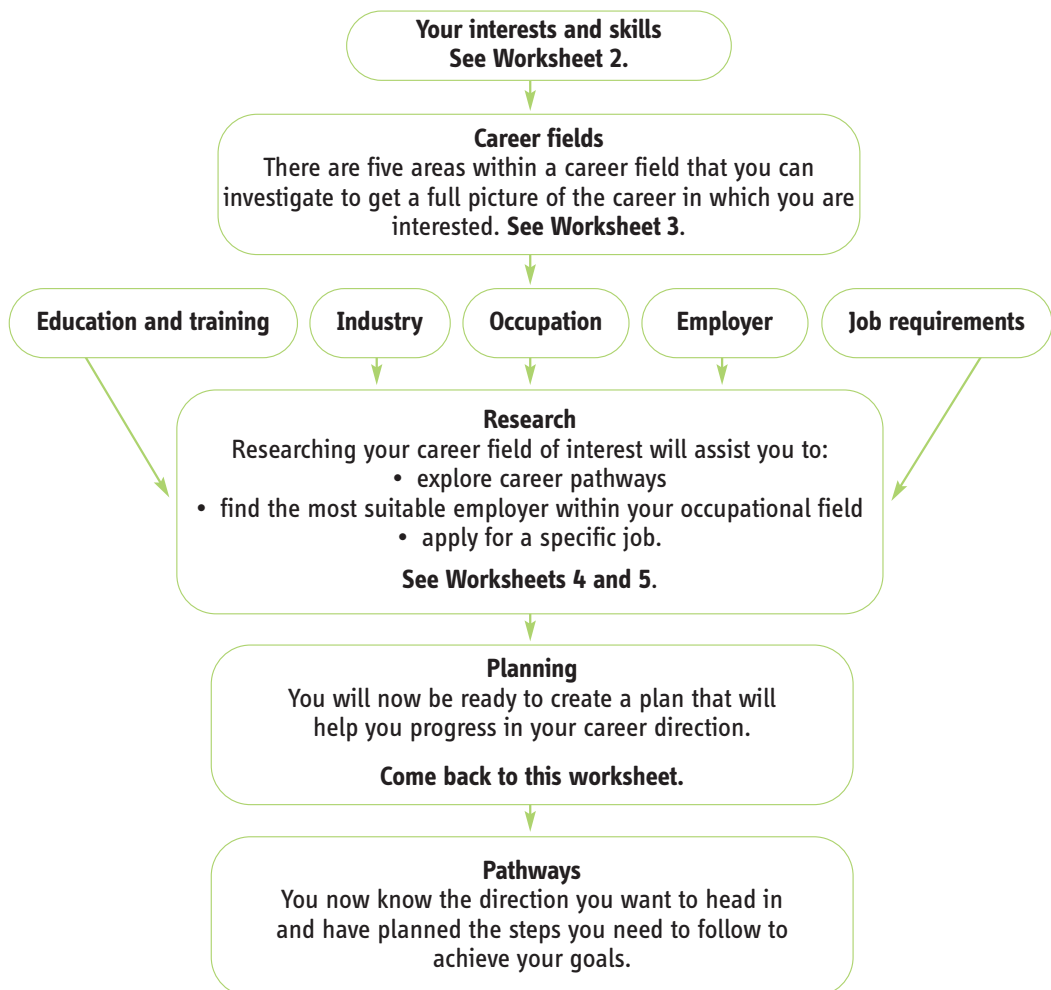 Your interests and skills
See Worksheet 2.
Career fields
There are five areas within a career field that you can
investigate to get a full picture of the career in which you are
interested. See Worksheet 3.
Education and training
Industry
Occupation
Employer
Job requirements
Research
Researching your career field of interest will assist you to:
• explore career pathways
• find the most suitable employer within your occupational field
• apply for a specific job.
See Worksheets 4 and 5.
Planning
You will now be ready to create a plan that will
help you progress in your career direction.
Come back to this worksheet.
Pathways
You now know the direction you want to head in
and have planned the steps you need to follow to
achieve your goals.